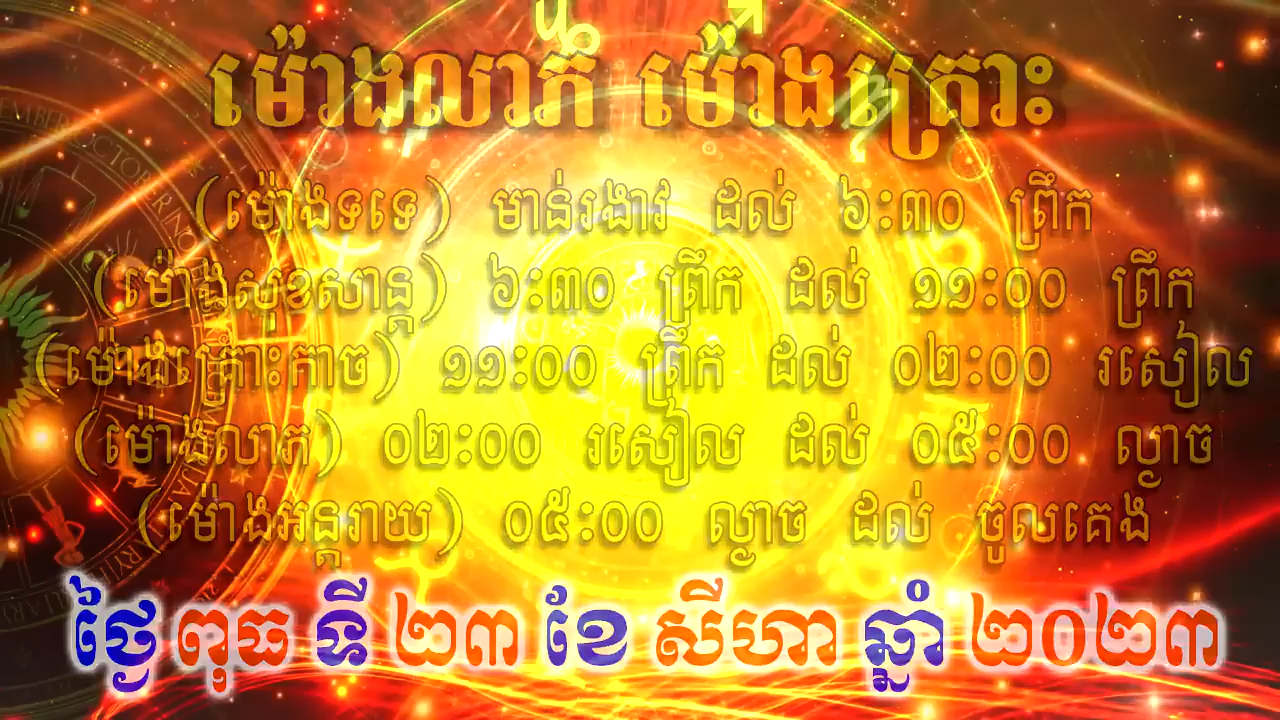 ម៉ោងលាភ ម៉ោងគ្រោះ
(ម៉ោងទទេ) មាន់រងាវ ដល់ ៦:៣០ ព្រឹក
(ម៉ោងសុខសាន្ត) ៦:៣០ ព្រឹក ដល់ ១១:០០ ព្រឹក
(ម៉ោងគ្រោះកាច) ១១:០០ ព្រឹក ដល់ ០២:០០ រសៀល
(ម៉ោងលាភ) ០២:០០ រសៀល ដល់ ០៥:០០ ល្ងាច
(ម៉ោងអន្តរាយ) ០៥:០០ ល្ងាច ដល់ ចូលគេង
ថ្ងៃ ពុធ ទី ២៣ ខែ សីហា ឆ្នាំ ២០២៣